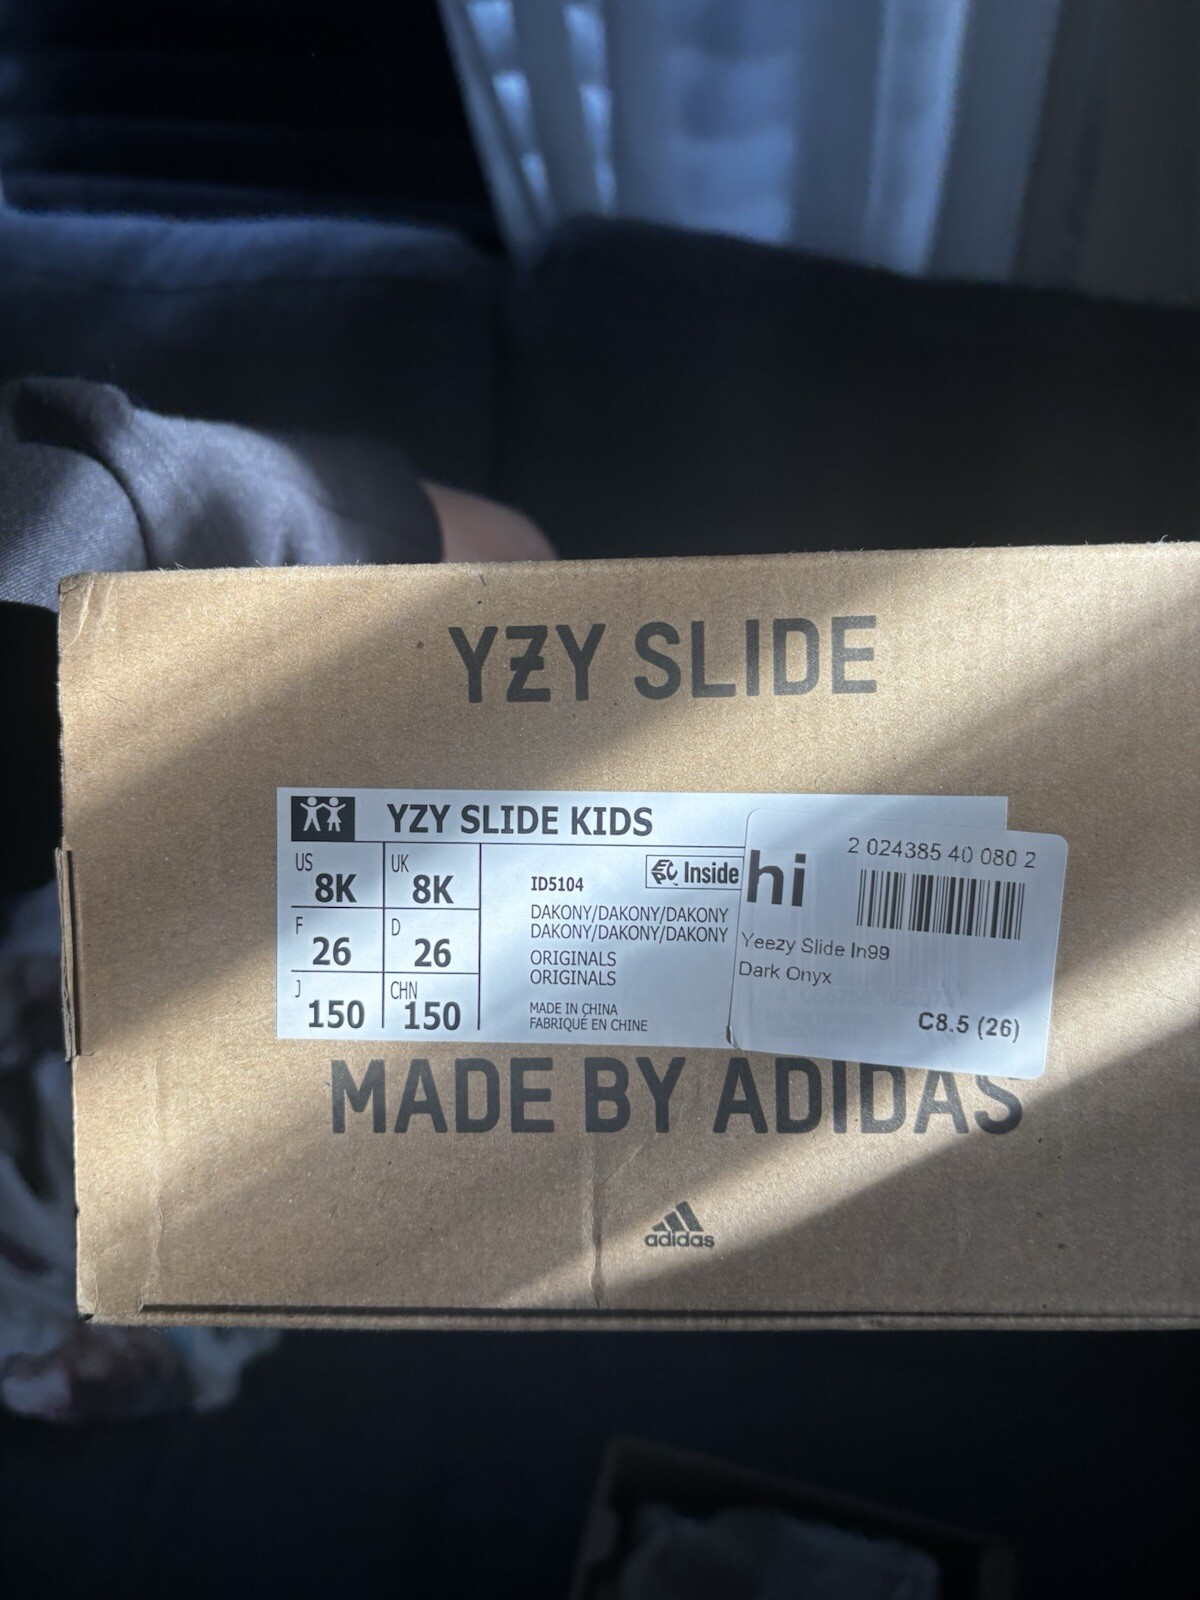 YZY SLIDE
YZY SLIDE KIDS
US 8K
UK 8K
F 26
D 26
J 150
CHN 150
ID5104
Inside
DAKONY/DAKONY/DAKONY
DAKONY/DAKONY/DAKONY
ORIGINALS
ORIGINALS
MADE IN CHINA
FABRIQUÉ EN CHINE
hi
2 024385 40 080 2
Yeezy Slide In99
Dark Onyx
C8.5 (26)
MADE BY ADIDAS
adidas